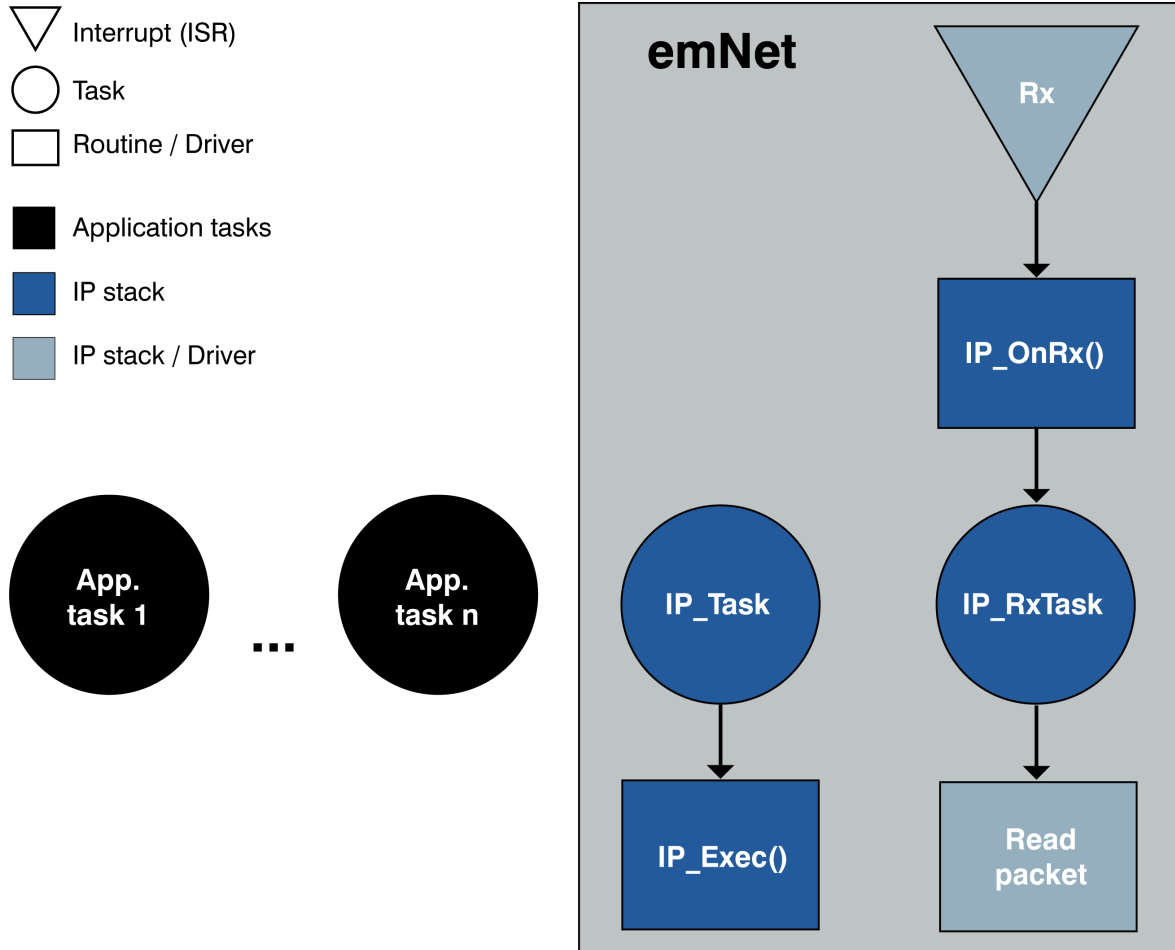 Interrupt (ISR)
Task
Routine / Driver
Application tasks
IP stack
IP stack / Driver
App.
task 1
...
App.
task n
emNet
Rx
IP_OnRx()
IP_Task
IP_RxTask
IP_Exec()
Read
packet